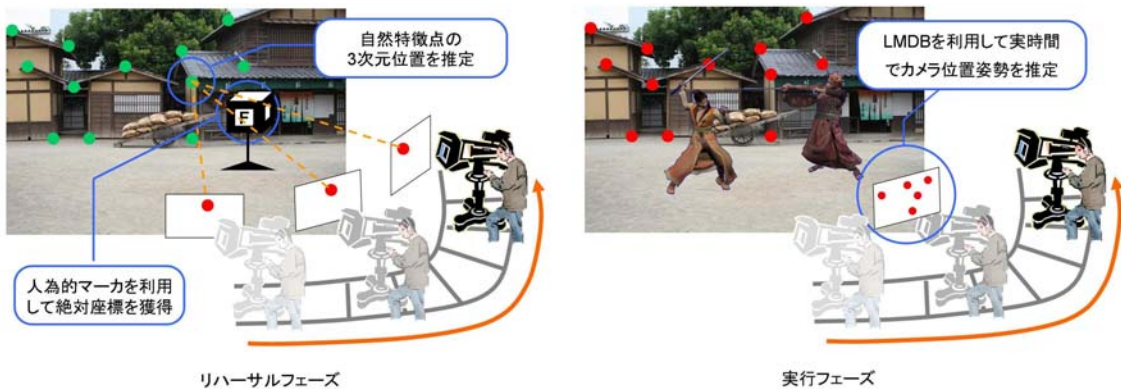 自然特徴点の
3次元位置を推定
E
人為的マーカを利用
して絶対座標を獲得
リハーサルフェーズ
LMDBを利用して実時間
でカメラ位置姿勢を推定
実行フェーズ